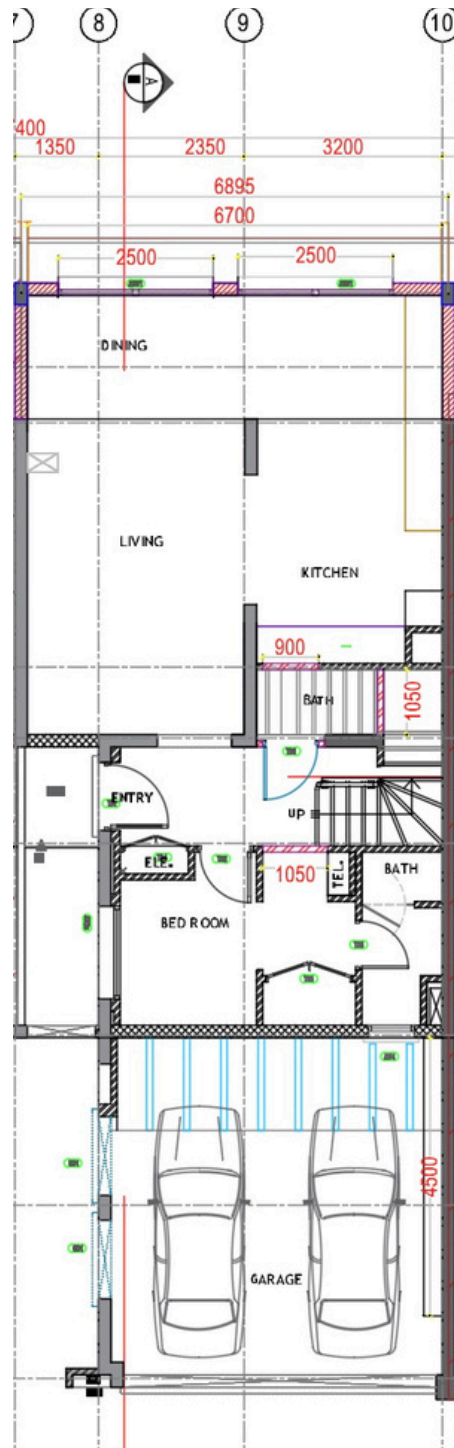 7 8 9 10
A
400
1350 2350 3200
6895
6700
2500 2500
DINING
LIVING
KITCHEN
900
BATH
1050
ENTRY
UP
ELE.
1050
TEL.
BATH
BED ROOM
4500
GARAGE